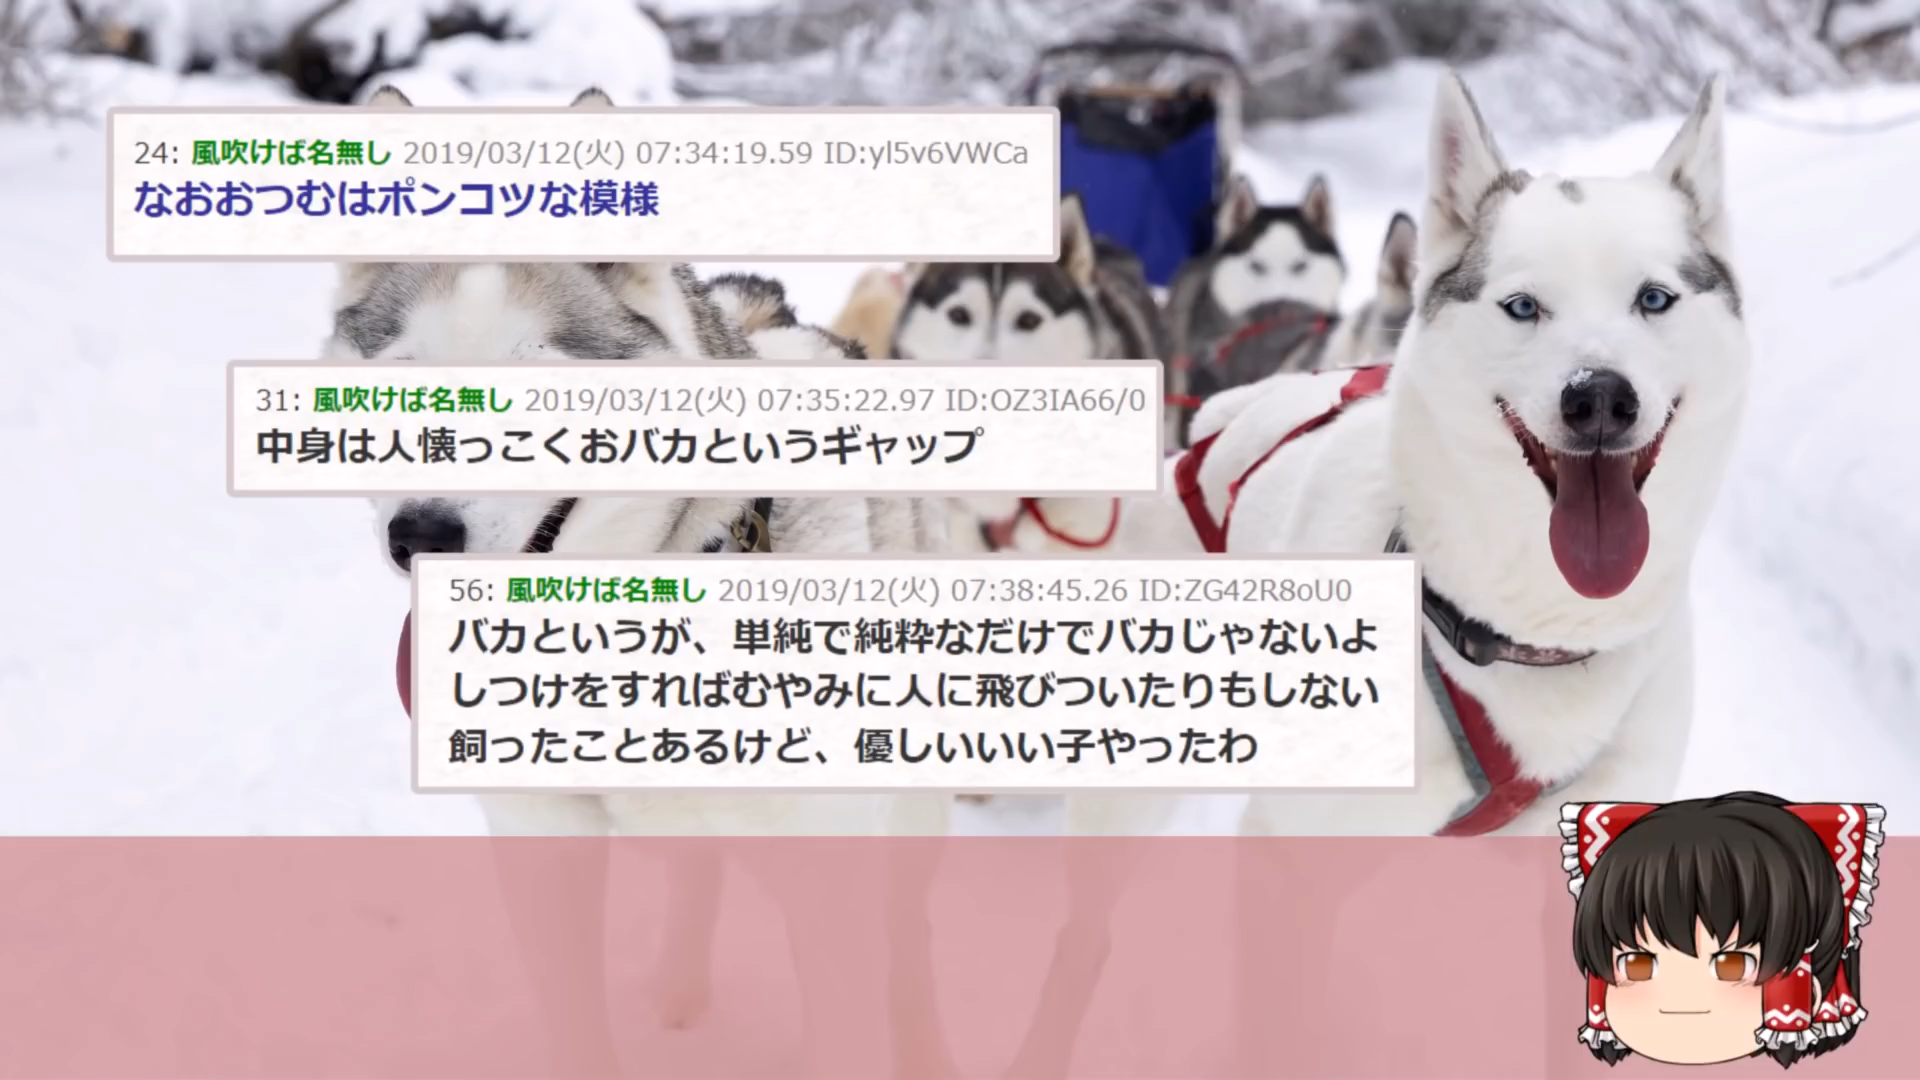 24: 風吹けば名無し 2019/03/12(火) 07:34:19.59 ID:yl5v6VWCa
なおおつむはポンコツな模様
31: 風吹けば名無し 2019/03/12(火) 07:35:22.97 ID:OZ3IA66/0
中身は人懐っこくおバカというギャップ
56: 風吹けば名無し 2019/03/12(火) 07:38:45.26 ID:ZG42R8oU0
バカというが、単純で純粋なだけでバカじゃないよ
しつけをすればむやみに人に飛びついたりもしない
飼ったことあるけど、優しいいい子やったわ